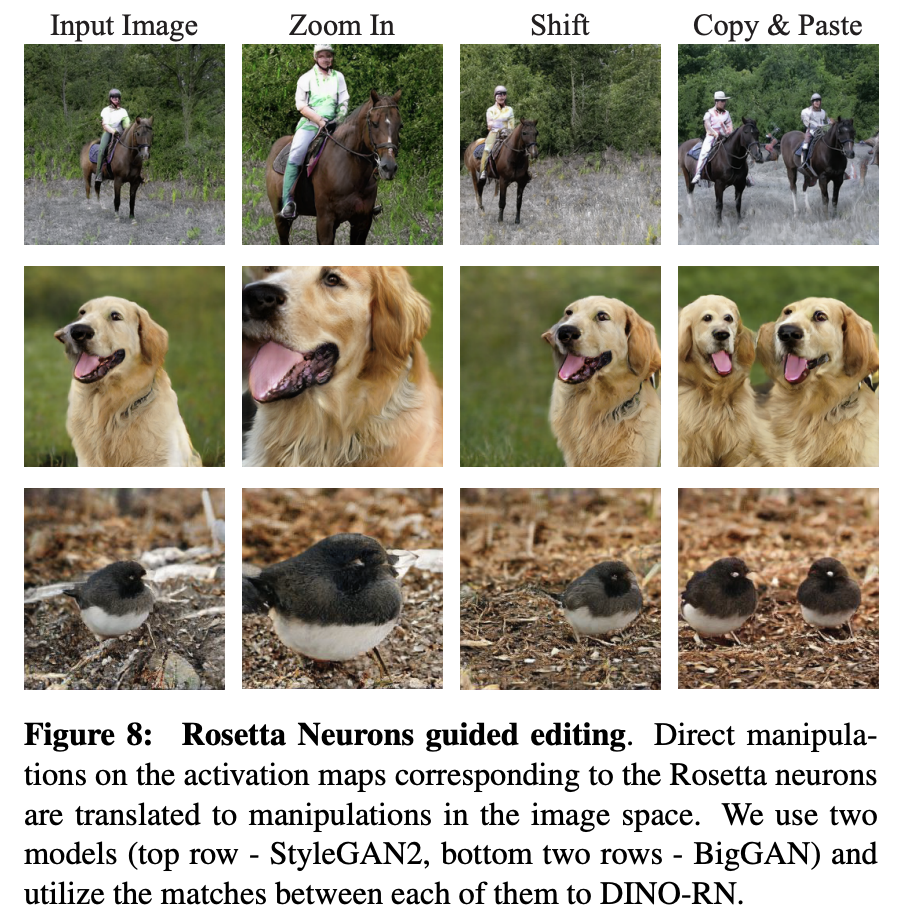 Input Image Zoom In Shift Copy & Paste
Figure 8: Rosetta Neurons guided editing. Direct manipula-
tions on the activation maps corresponding to the Rosetta neurons
are translated to manipulations in the image space. We use two
models (top row - StyleGAN2, bottom two rows - BigGAN) and
utilize the matches between each of them to DINO-RN.